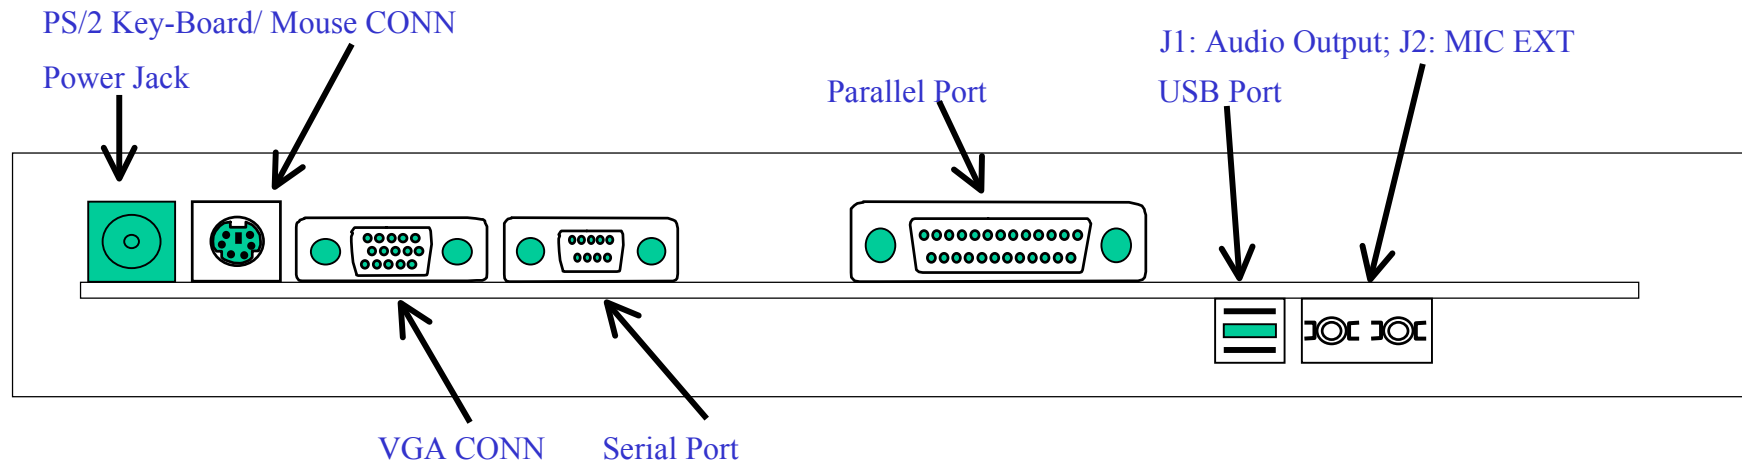 PS/2 Key-Board/ Mouse CONN
Power Jack
Parallel Port
J1: Audio Output; J2: MIC EXT
USB Port
VGA CONN
Serial Port